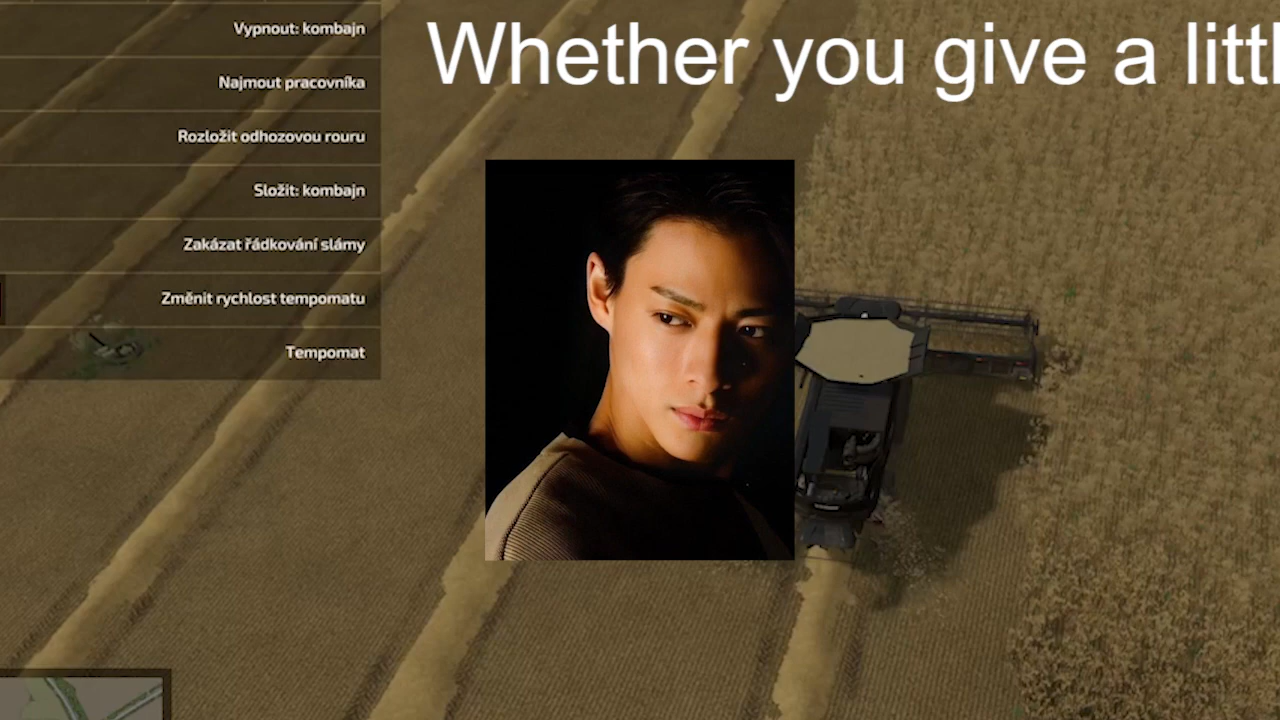 Vypnout: kombajn
Whether you give a littl
Najmout pracovníka
Rozložit odhozovou rouru
Složit: kombajn
Zakázat řádkování slámy
Změnit rychlost tempomatu
Tempomat